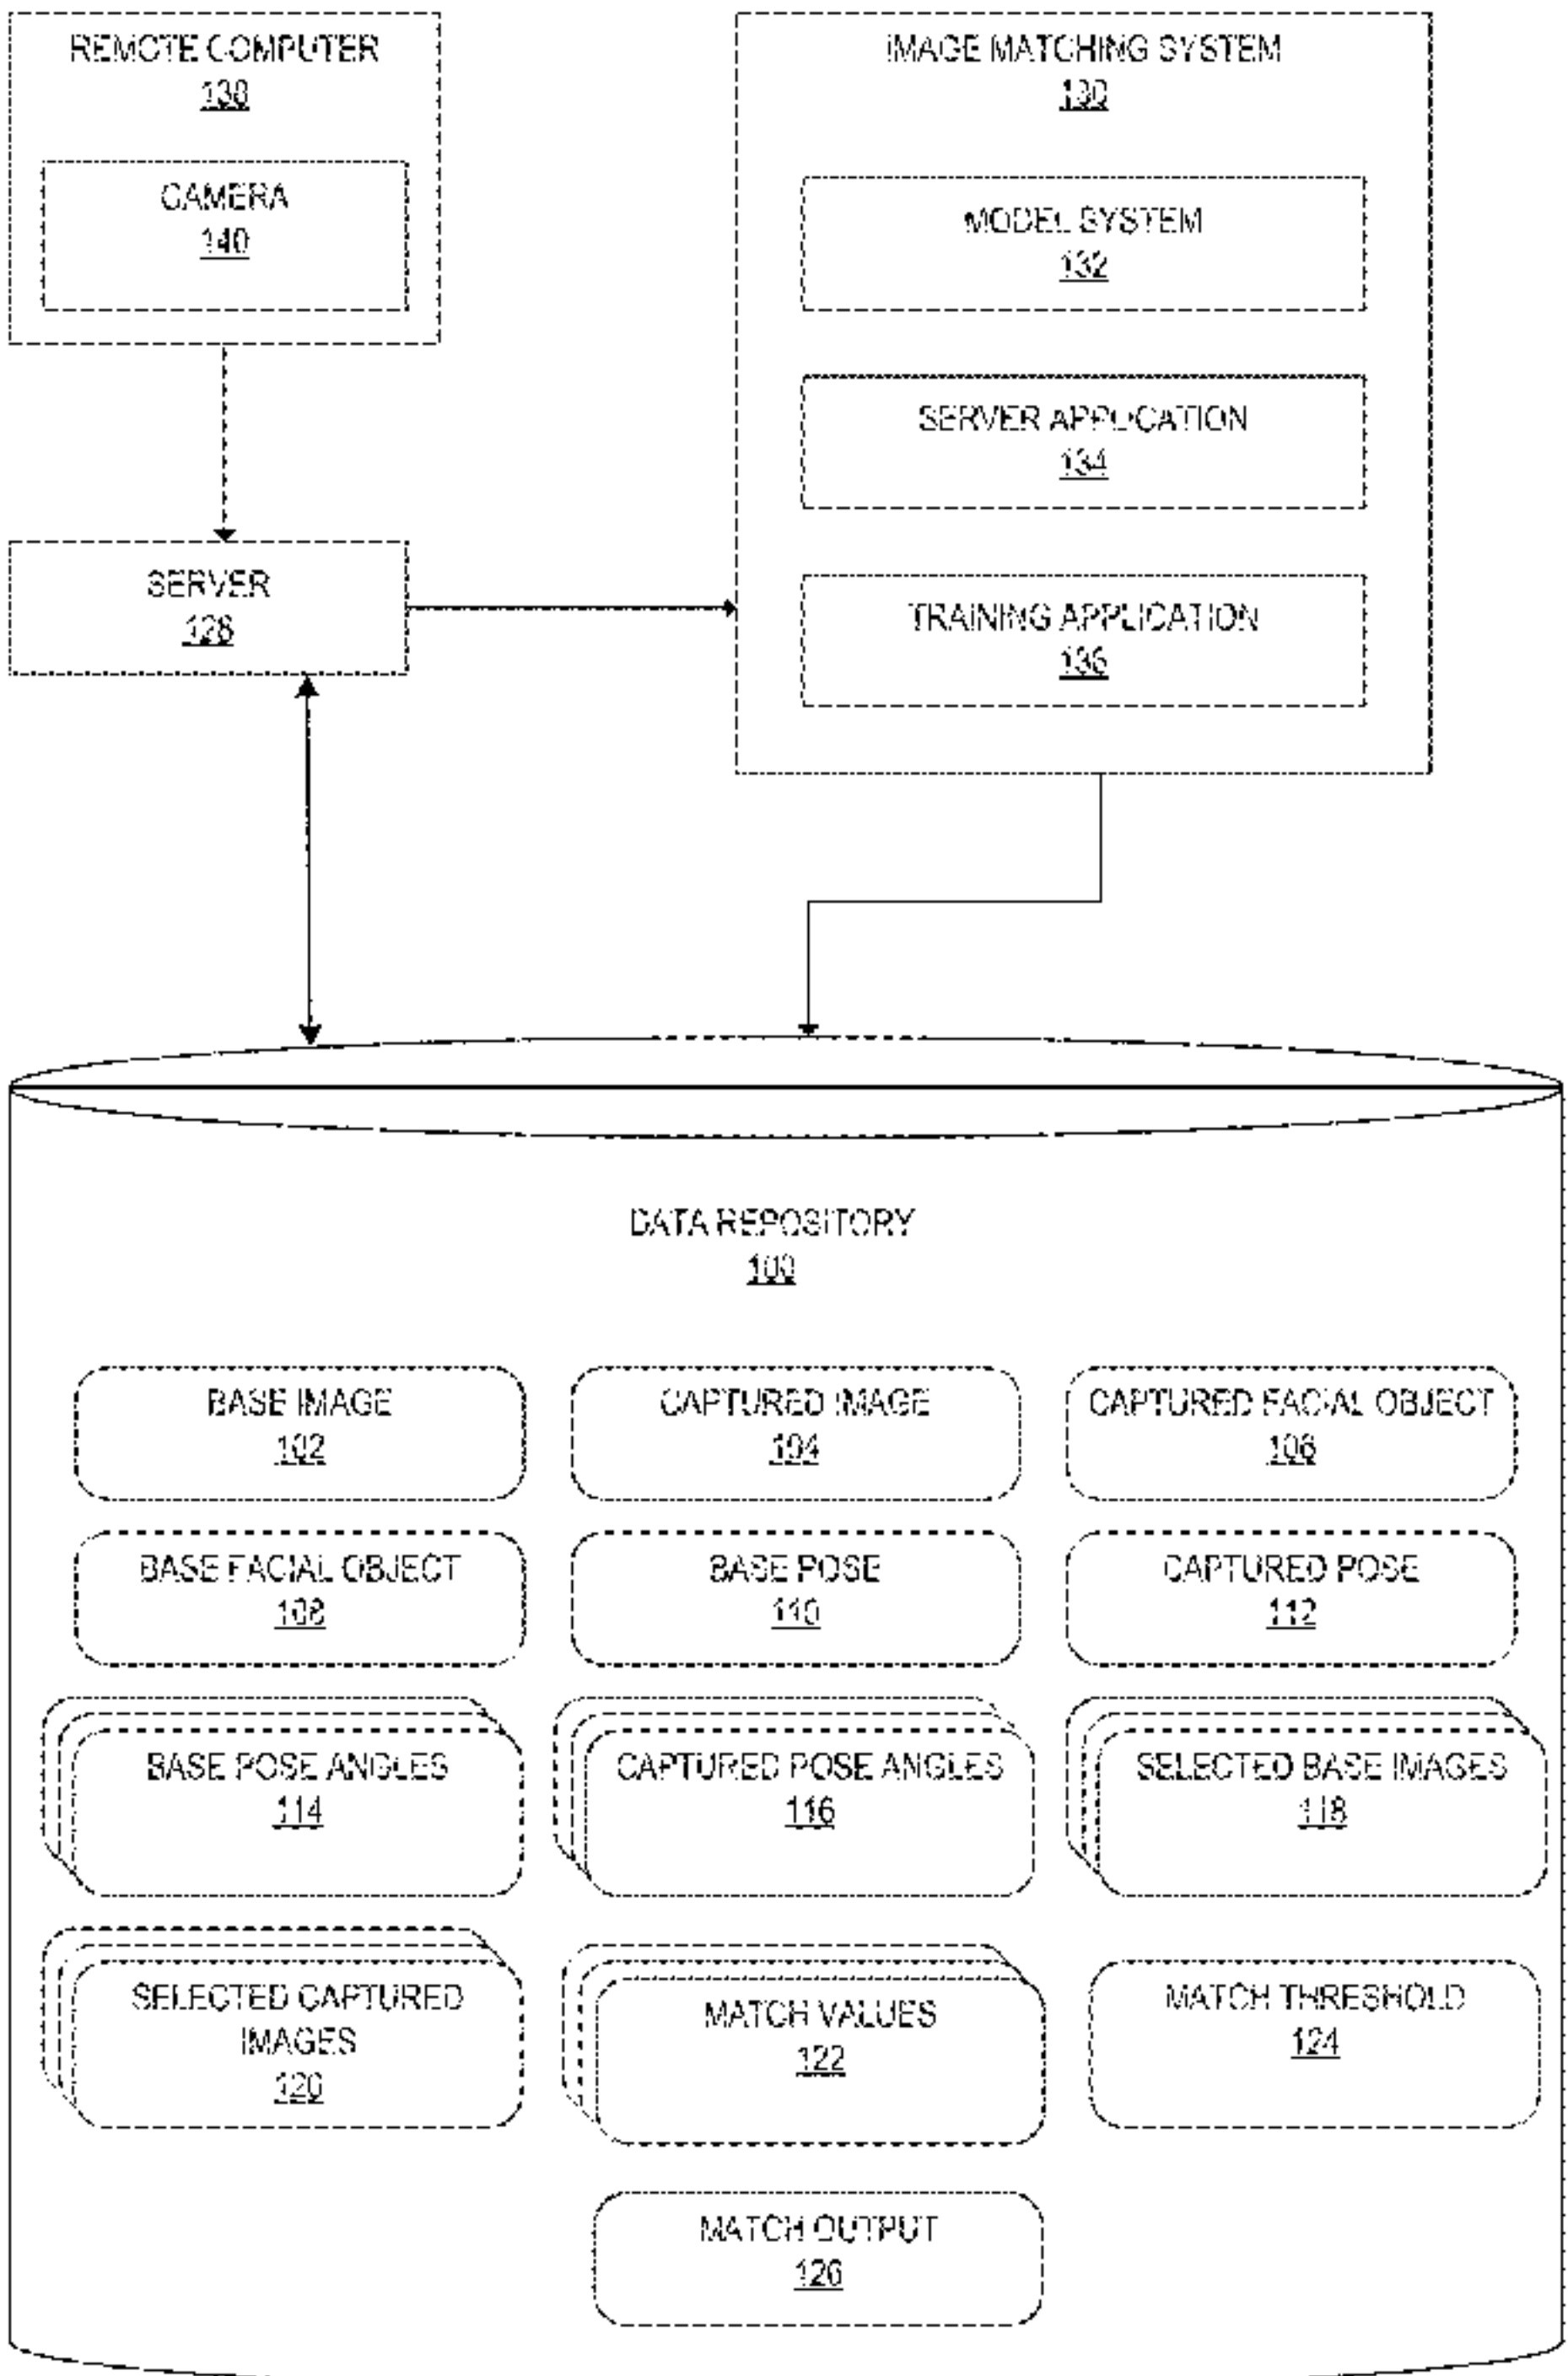 REMOTE COMPUTER
138
CAMERA
140
IMAGE MATCHING SYSTEM
130
MODEL SYSTEM
132
SERVER APPLICATION
134
TRAINING APPLICATION
136
SERVER
128
DATA REPOSITORY
100
BASE IMAGE
102
CAPTURED IMAGE
104
CAPTURED FACIAL OBJECT
106
BASE FACIAL OBJECT
108
BASE POSE
110
CAPTURED POSE
112
BASE POSE ANGLES
114
CAPTURED POSE ANGLES
116
SELECTED BASE IMAGES
118
SELECTED CAPTURED
IMAGES
120
MATCH VALUES
122
MATCH THRESHOLD
124
MATCH OUTPUT
126